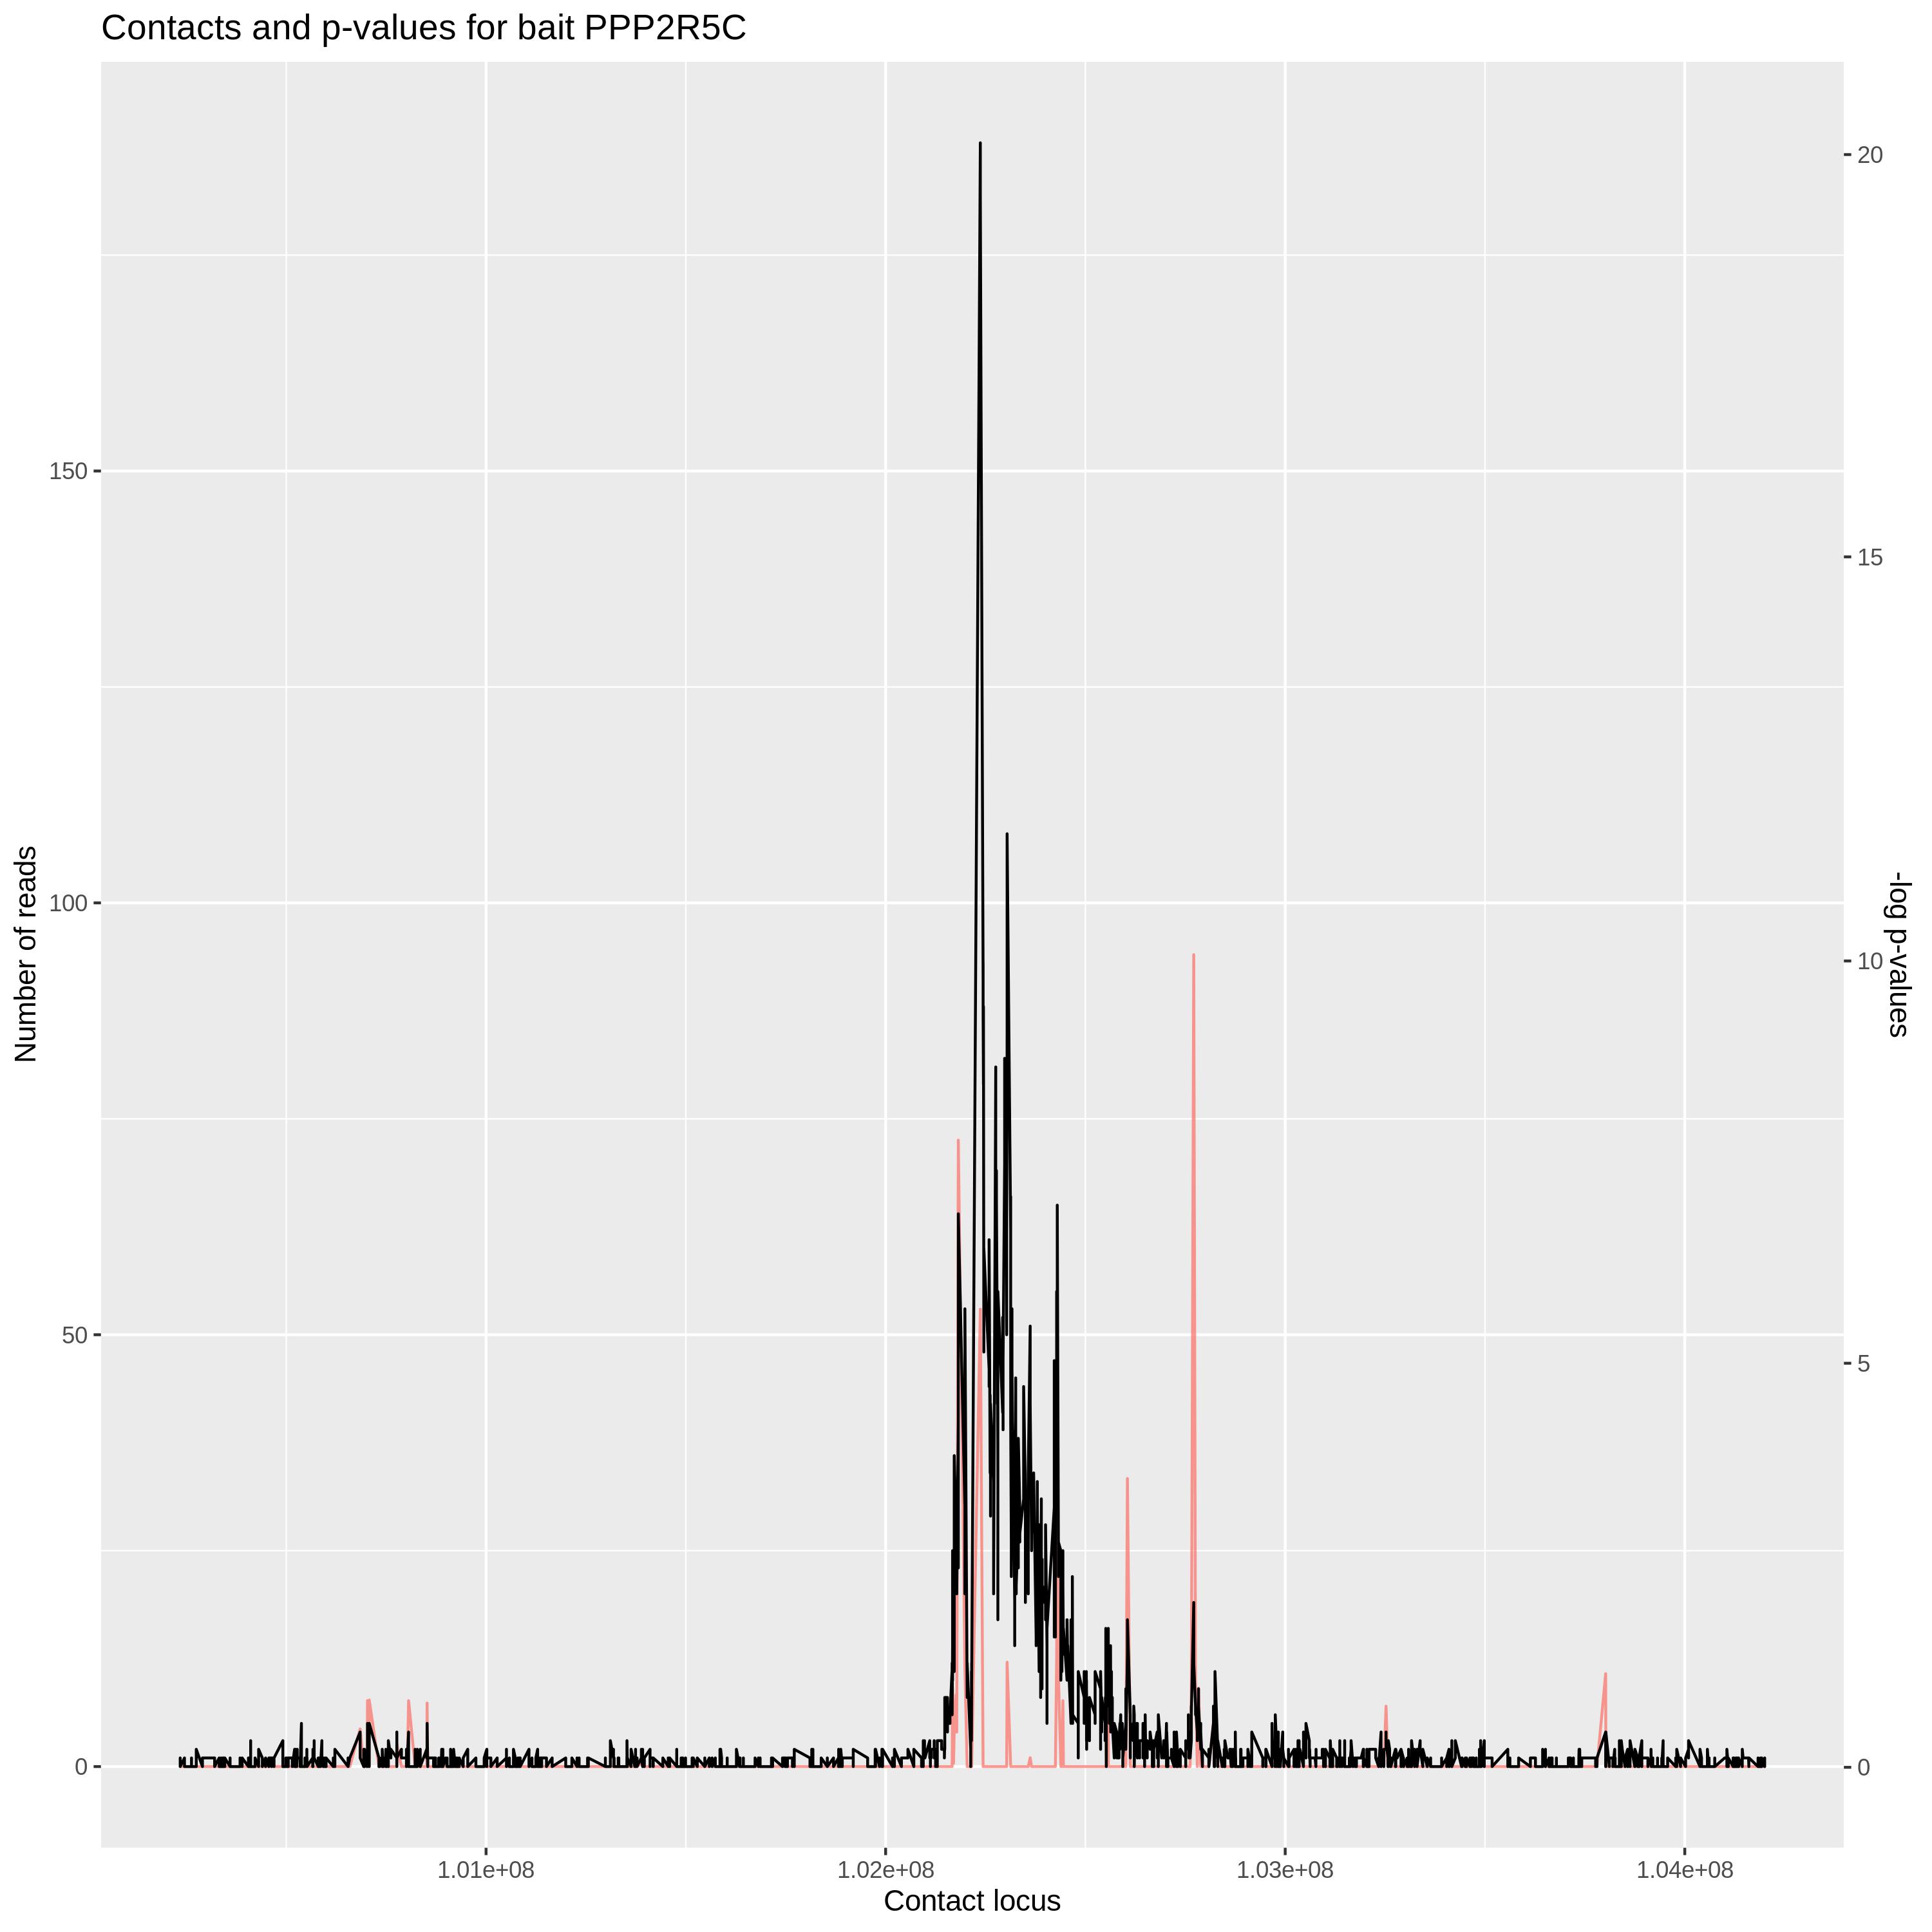 Contacts and p-values for bait PPP2R5C
Number of reads
150
100
50
0
20
15
10
5
0
-log p-values
1.01e+08
1.02e+08
1.03e+08
1.04e+08
Contact locus